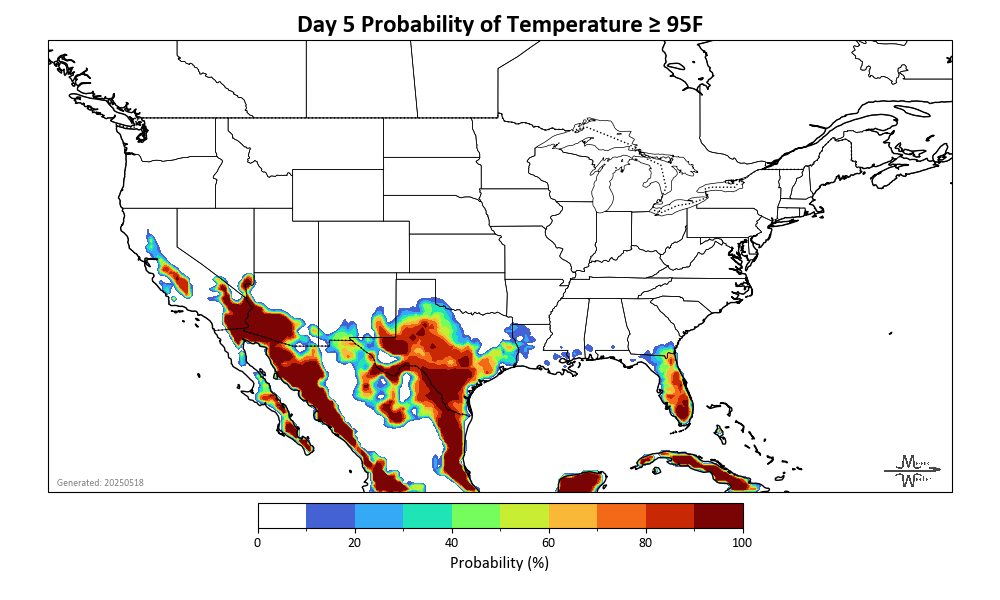 Day 5 Probability of Temperature ≥ 95F
Generated: 20250518
0 20 40 60 80 100
Probability (%)